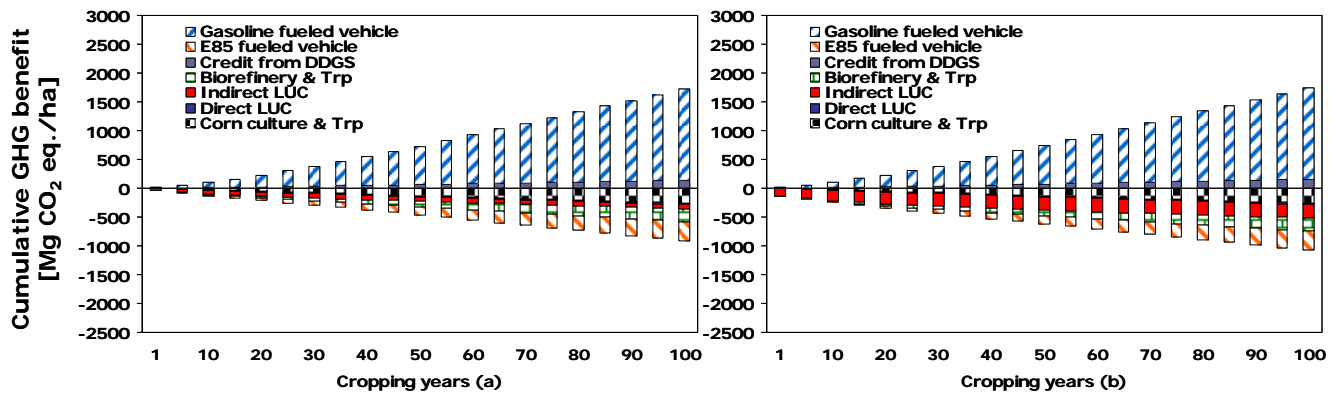 Cumulative GHG benefit
[Mg CO₂ eq./ha]
3000
2500
2000
1500
1000
500
0
-500
-1000
-1500
-2000
-2500
Gasoline fueled vehicle
E85 fueled vehicle
Credit from DDGS
Biorefinery & Trp
Indirect LUC
Direct LUC
Corn culture & Trp
1 10 20 30 40 50 60 70 80 90 100
Cropping years (a)
3000
2500
2000
1500
1000
500
0
-500
-1000
-1500
-2000
-2500
Gasoline fueled vehicle
E85 fueled vehicle
Credit from DDGS
Biorefinery & Trp
Indirect LUC
Direct LUC
Corn culture & Trp
1 10 20 30 40 50 60 70 80 90 100
Cropping years (b)